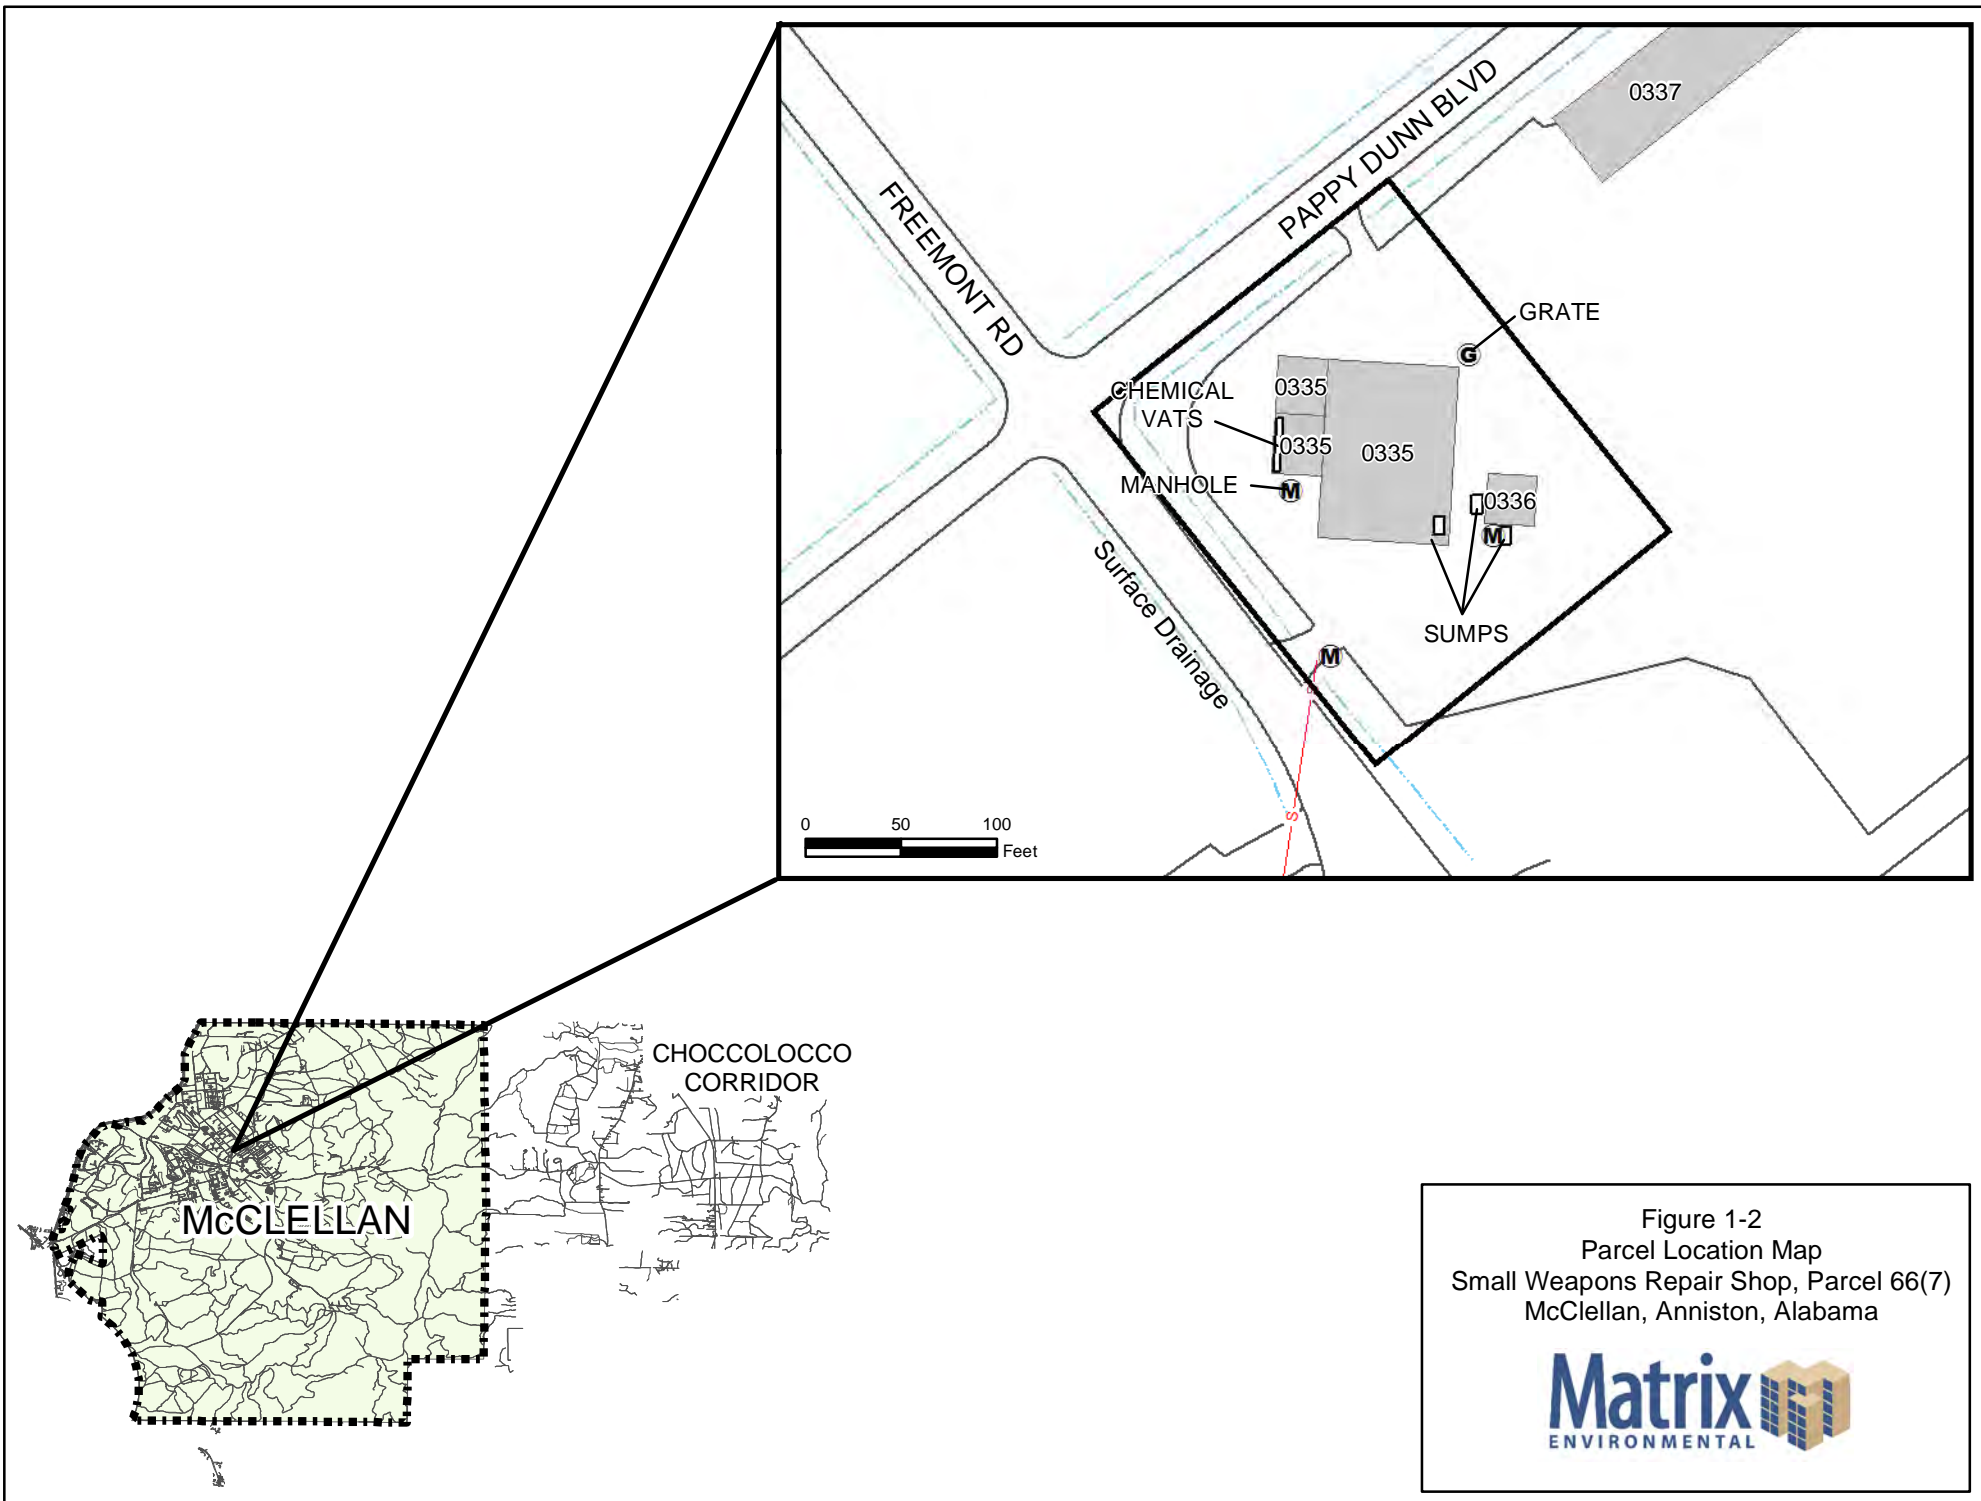 0337
PAPPY DUNN BLVD
FREEMONT RD
GRATE
G
CHEMICAL
VATS
0335
0335
0335
MANHOLE
M
0336
M
SUMPS
Surface Drainage
M
S
S
0 50 100
Feet
CHOCCOLOCCO
CORRIDOR
McCLELLAN
Figure 1-2
Parcel Location Map
Small Weapons Repair Shop, Parcel 66(7)
McClellan, Anniston, Alabama
Matrix
ENVIRONMENTAL